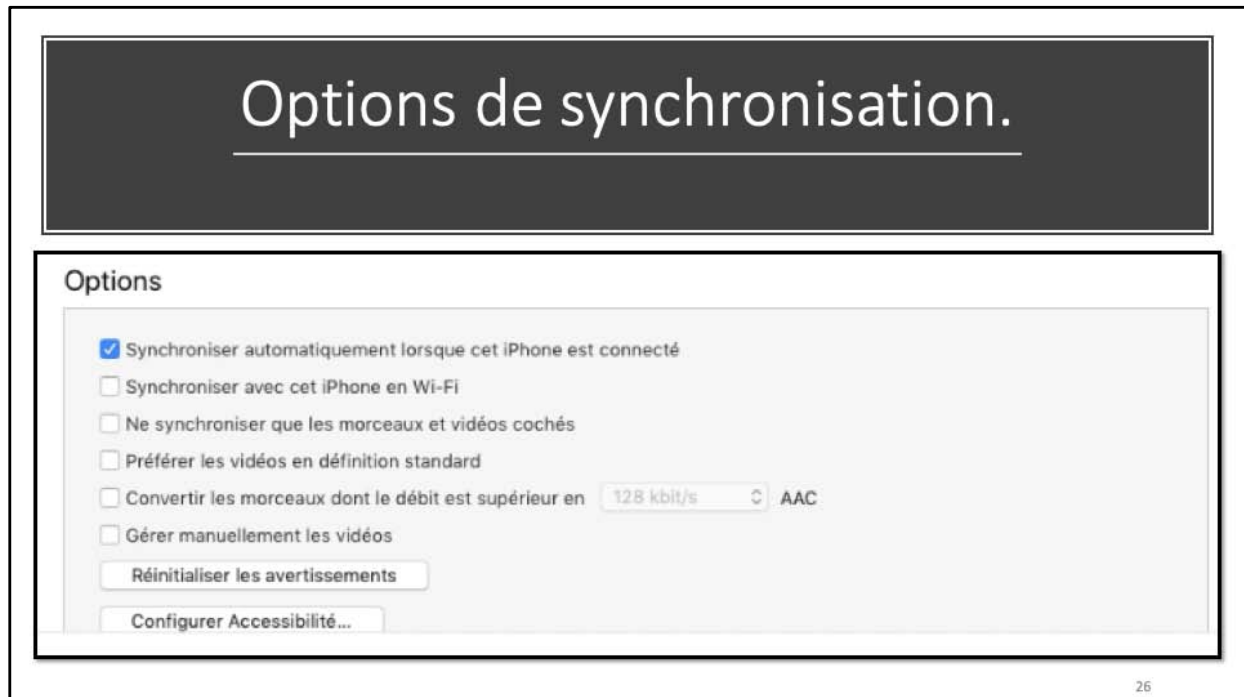 Options de synchronisation.
Options
Synchroniser automatiquement lorsque cet iPhone est connecté
Synchroniser avec cet iPhone en Wi-Fi
Ne synchroniser que les morceaux et vidéos cochés
Préférer les vidéos en définition standard
Convertir les morceaux dont le débit est supérieur en 128 kbit/s AAC
Gérer manuellement les vidéos
Réinitialiser les avertissements
Configurer Accessibilité...
26